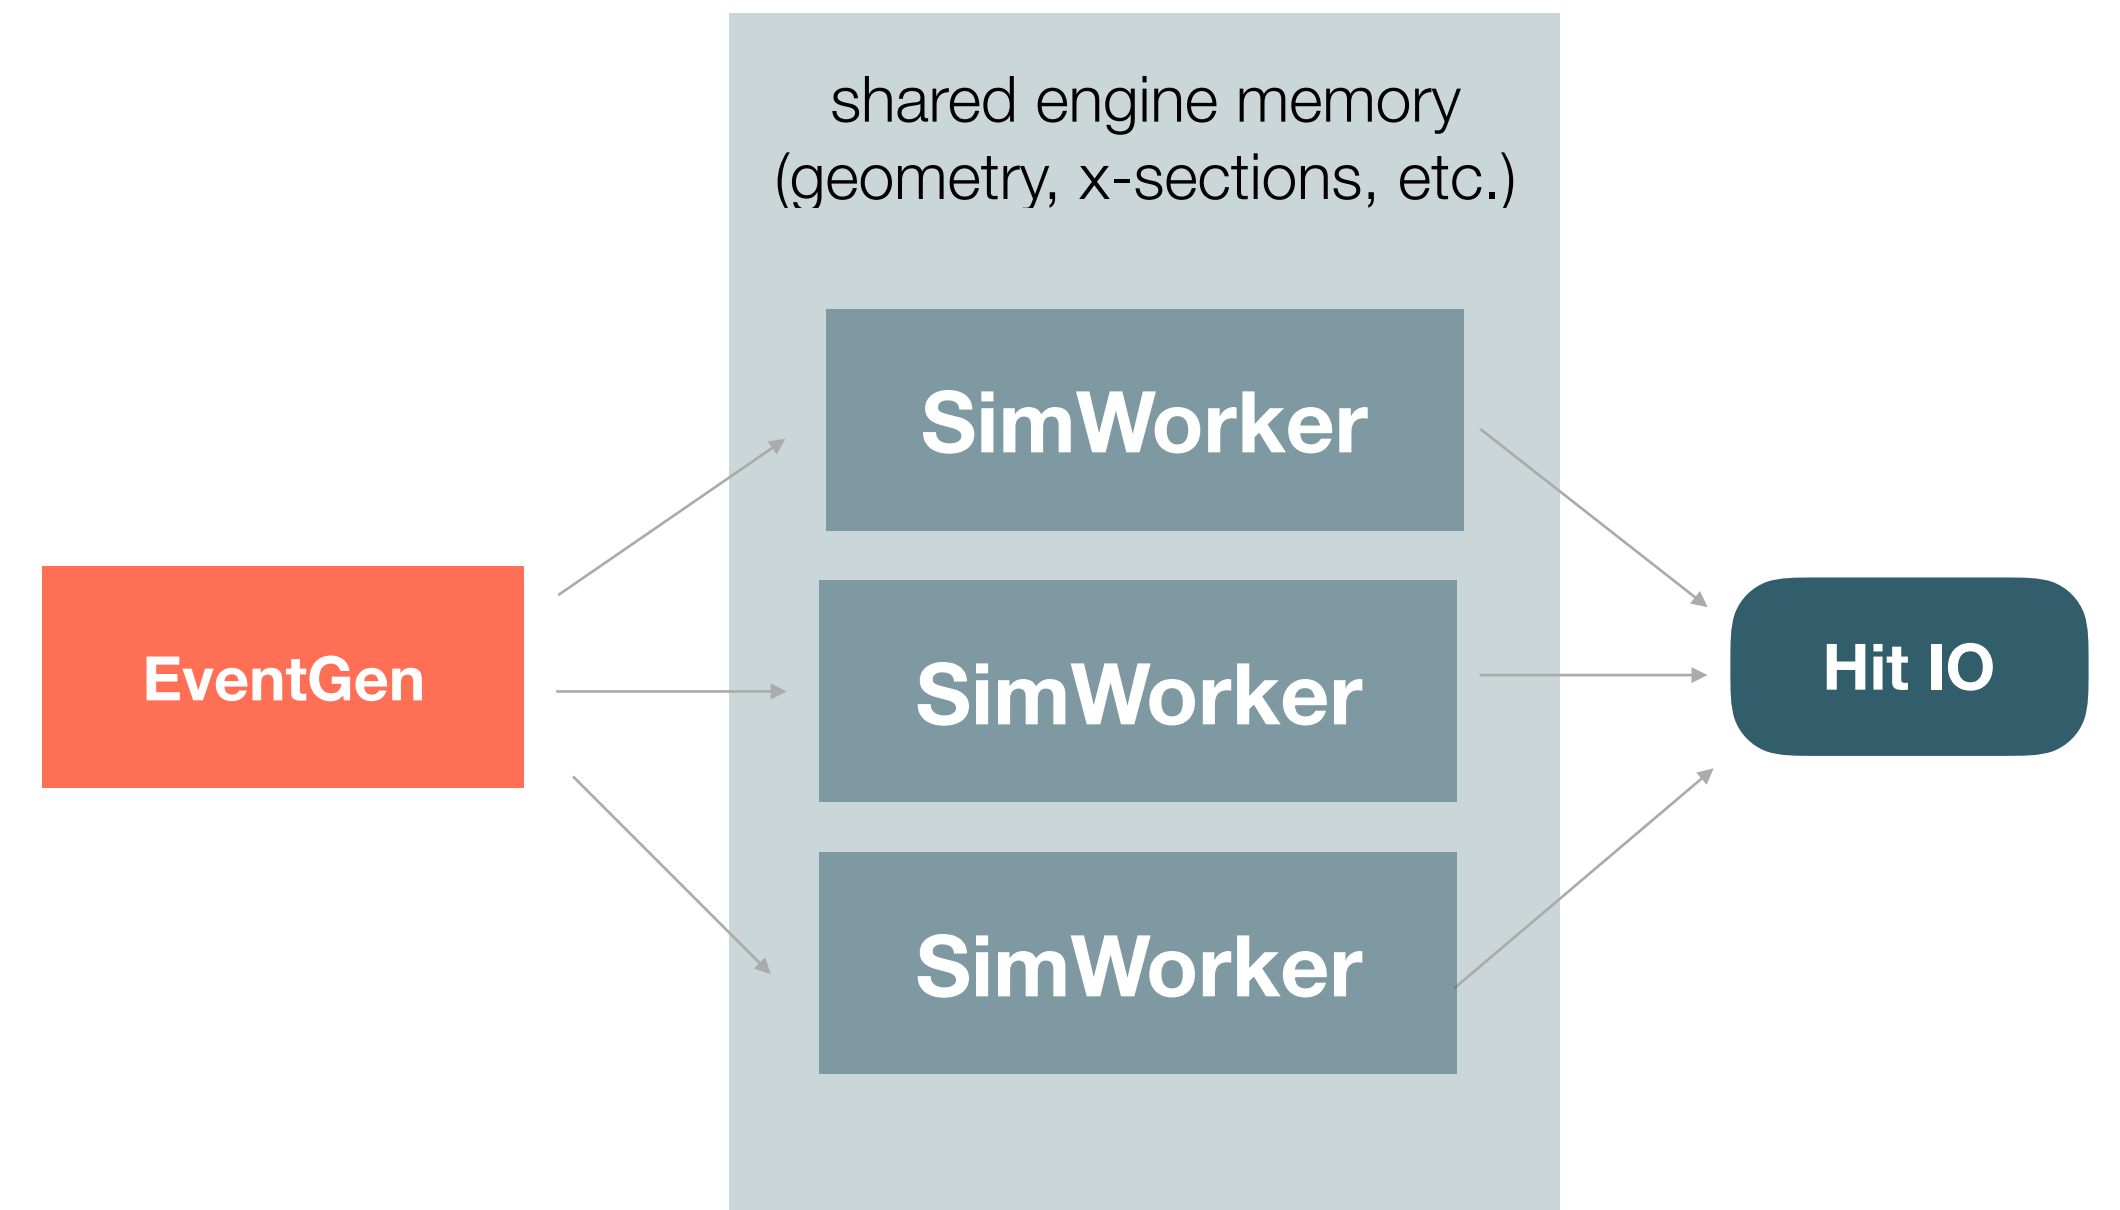 shared engine memory
(geometry, x-sections, etc.)
SimWorker
EventGen
SimWorker
Hit IO
SimWorker